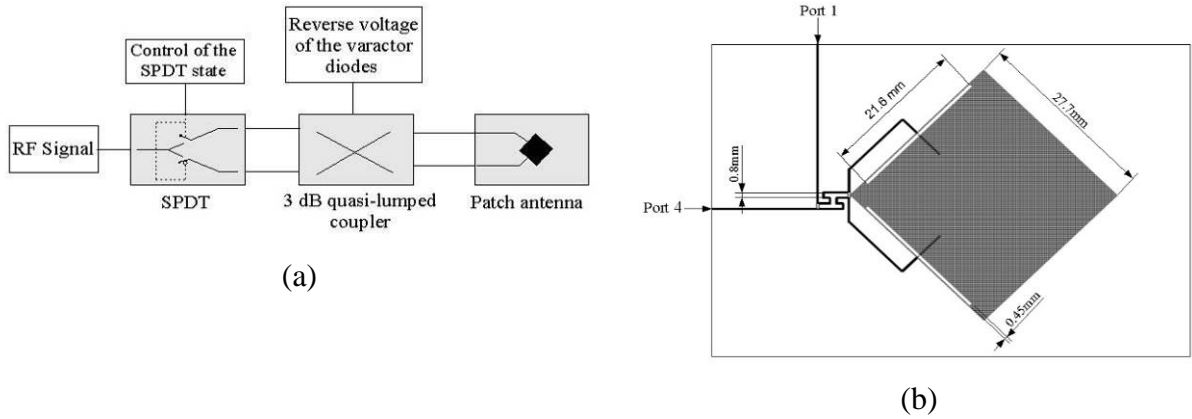 Control of the
SPDT state
Reverse voltage
of the varactor
diodes
RF Signal
SPDT
3 dB quasi-lumped
coupler
Patch antenna
(a)
Port 1
21.6 mm
27.7mm
0.8mm
Port 4
0.45mm
(b)